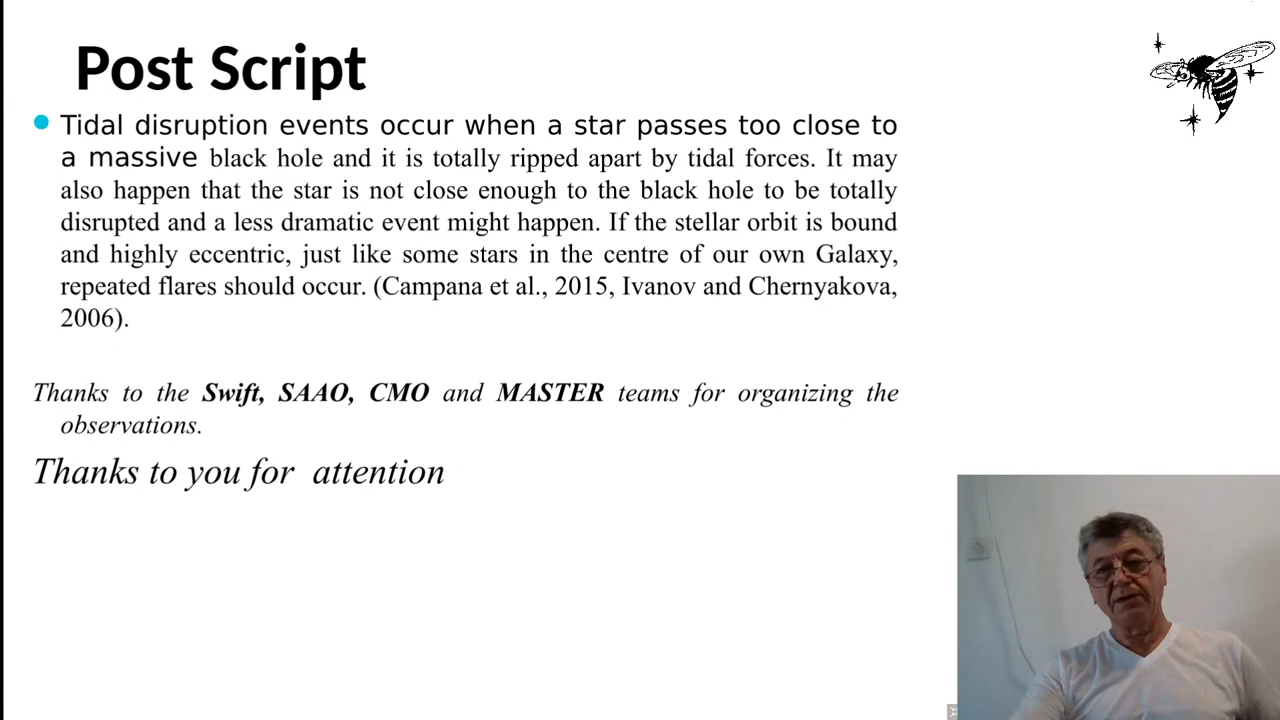 Post Script
Tidal disruption events occur when a star passes too close to
a massive black hole and it is totally ripped apart by tidal forces. It may
also happen that the star is not close enough to the black hole to be totally
disrupted and a less dramatic event might happen. If the stellar orbit is bound
and highly eccentric, just like some stars in the centre of our own Galaxy,
repeated flares should occur. (Campana et al., 2015, Ivanov and Chernyakova,
2006).
Thanks to the Swift, SAAO, CMO and MASTER teams for organizing the
observations.
Thanks to you for attention